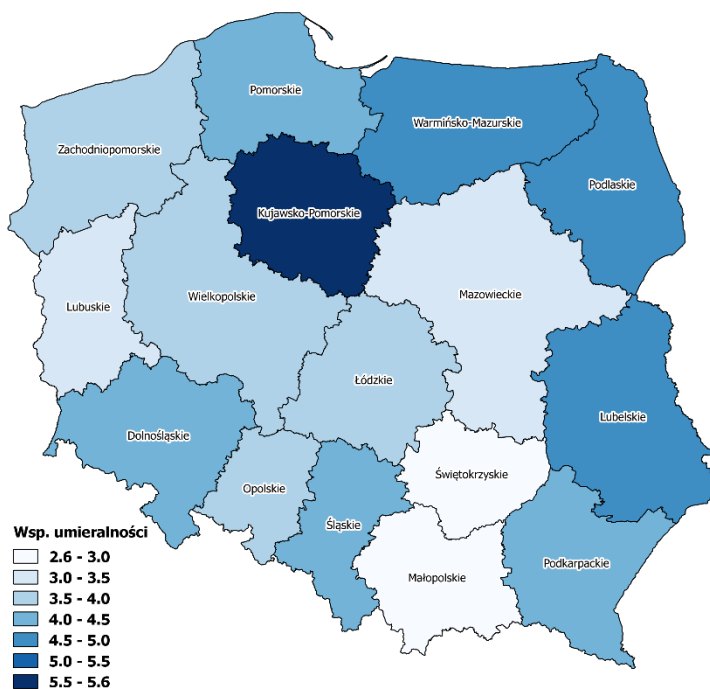 Pomorskie
Warmińsko-Mazurskie
Zachodniopomorskie
Podlaskie
Kujawsko-Pomorskie
Mazowieckie
Wielkopolskie
Lubuskie
Łódzkie
Lubelskie
Dolnośląskie
Świętokrzyskie
Opolskie
Śląskie
Podkarpackie
Małopolskie
Wsp. umieralności
2.6 - 3.0
3.0 - 3.5
3.5 - 4.0
4.0 - 4.5
4.5 - 5.0
5.0 - 5.5
5.5 - 5.6